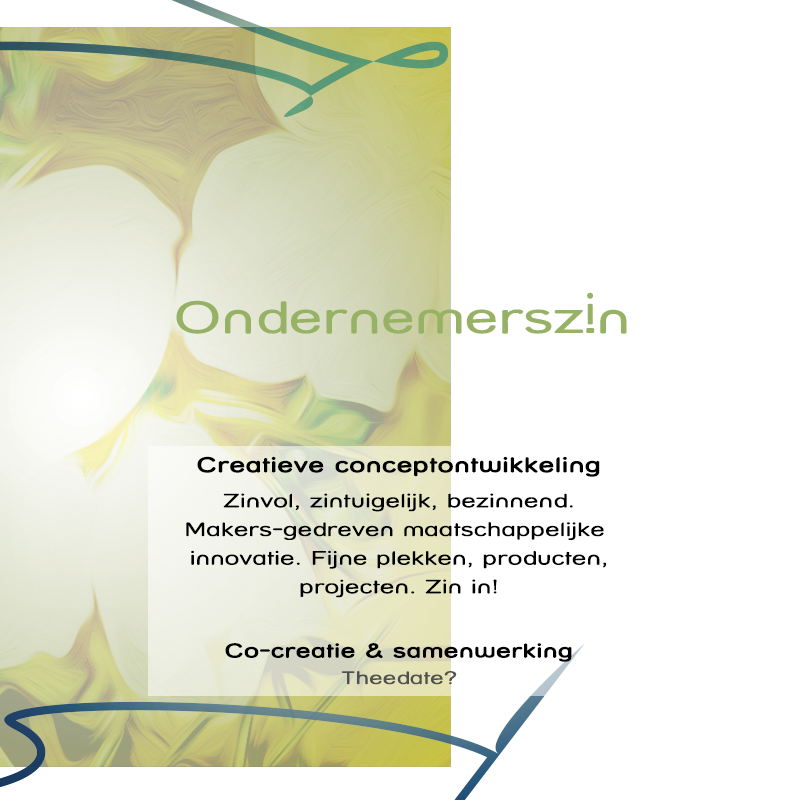 Ondernemersz!n
Creatieve conceptontwikkeling
Zinvol, zintuigelijk, bezinnend.
Makers-gedreven maatschappelijke
innovatie. Fijne plekken, producten,
projecten. Zin in!
Co-creatie & samenwerking
Theedate?